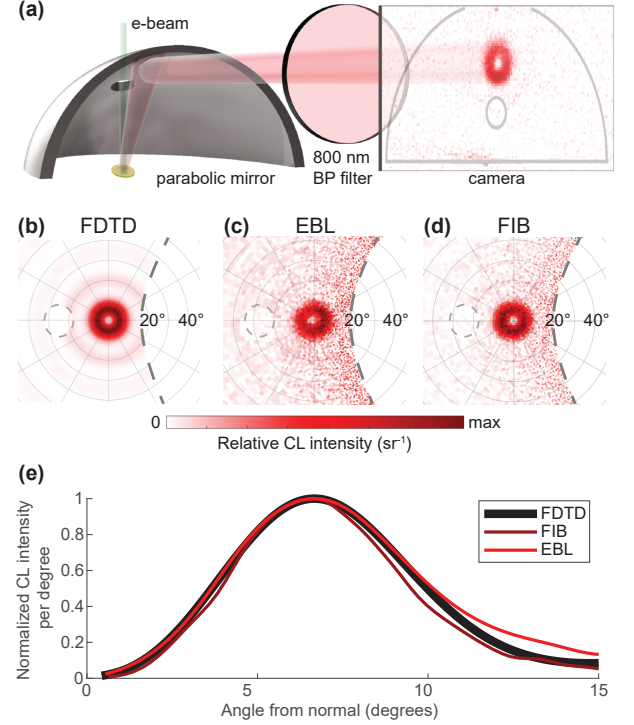 (a)
e-beam
parabolic mirror
800 nm
BP filter
camera
(b) FDTD
(c) EBL
(d) FIB
20° 40°
20° 40°
20° 40°
0 max
Relative CL intensity (sr⁻¹)
(e)
Normalized CL intensity
per degree
1
0.8
0.6
0.4
0.2
0
FDTD
FIB
EBL
0 5 10 15
Angle from normal (degrees)